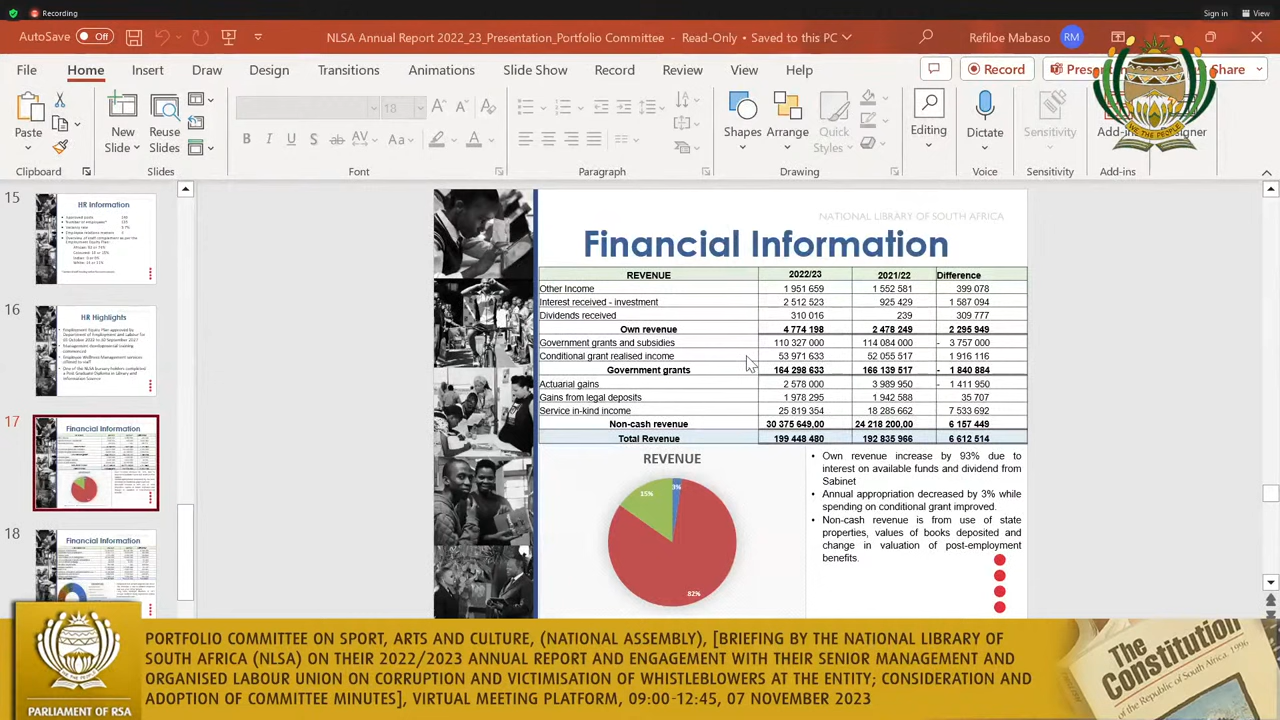 Recording
Sign in
View
AutoSave Off
NLSA Annual Report 2022_23_Presentation_Portfolio Committee - Read-Only • Saved to this PC
Refiloe Mabaso RM
File Home Insert Draw Design Transitions Animations Slide Show Record Review View Help
Record
Share
Paste
New Slide
Reuse Slides
18
Shapes
Arrange
Quick Styles
Editing
Dictate
Sensitivity
Clipboard
Slides
Font
Paragraph
Drawing
Voice
Sensitivity
Add-ins
15
HR Information
16
HR Highlights
17
Financial Information
18
Financial Information
NATIONAL LIBRARY OF SOUTH AFRICA
Financial Information
REVENUE 2022/23 2021/22 Difference
Other Income 1 951 659 1 552 581 399 078
Interest received - investment 2 512 523 925 429 1 587 094
Dividends received 310 016 239 309 777
Own revenue 4 774 198 2 478 249 2 295 949
Government grants and subsidies 110 327 000 114 084 000 - 3 757 000
Conditional grant realised income 53 971 633 52 055 517 1 916 116
Government grants 164 298 633 166 139 517 - 1 840 884
Actuarial gains 2 578 000 3 989 950 - 1 411 950
Gains from legal deposits 1 978 295 1 942 588 35 707
Service in-kind income 25 819 354 18 285 662 7 533 692
Non-cash revenue 30 375 649,00 24 218 200,00 6 157 449
Total Revenue 199 448 480 192 835 966 6 612 514
REVENUE
3%
15%
82%
• Own revenue increase by 93% due to
interest on available funds and dividend from
Sabinet
• Annual appropriation decreased by 3% while
spending on conditional grant improved.
• Non-cash revenue is from use of state
properties, values of books deposited and
change in valuation of post-employment
benefits.
PORTFOLIO COMMITTEE ON SPORT, ARTS AND CULTURE, (NATIONAL ASSEMBLY), [BRIEFING BY THE NATIONAL LIBRARY OF
SOUTH AFRICA (NLSA) ON THEIR 2022/2023 ANNUAL REPORT AND ENGAGEMENT WITH THEIR SENIOR MANAGEMENT AND
ORGANISED LABOUR UNION ON CORRUPTION AND VICTIMISATION OF WHISTLEBLOWERS AT THE ENTITY; CONSIDERATION AND
ADOPTION OF COMMITTEE MINUTES], VIRTUAL MEETING PLATFORM, 09:00-12:45, 07 NOVEMBER 2023
PARLIAMENT OF RSA
The
Constitution
of the Republic of South Africa, 1996